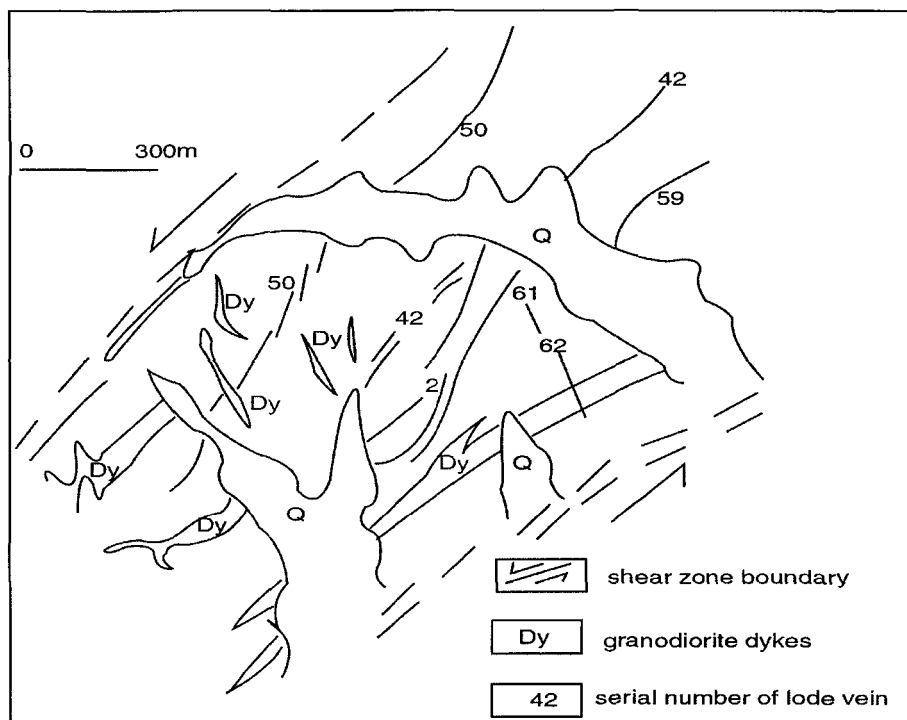 42
50
0 300m
59
Q
50
61
Dy
42
Dy
62
2
Dy
Dy
Q
Dy
Q
Dy
shear zone boundary
Dy granodiorite dykes
42 serial number of lode vein